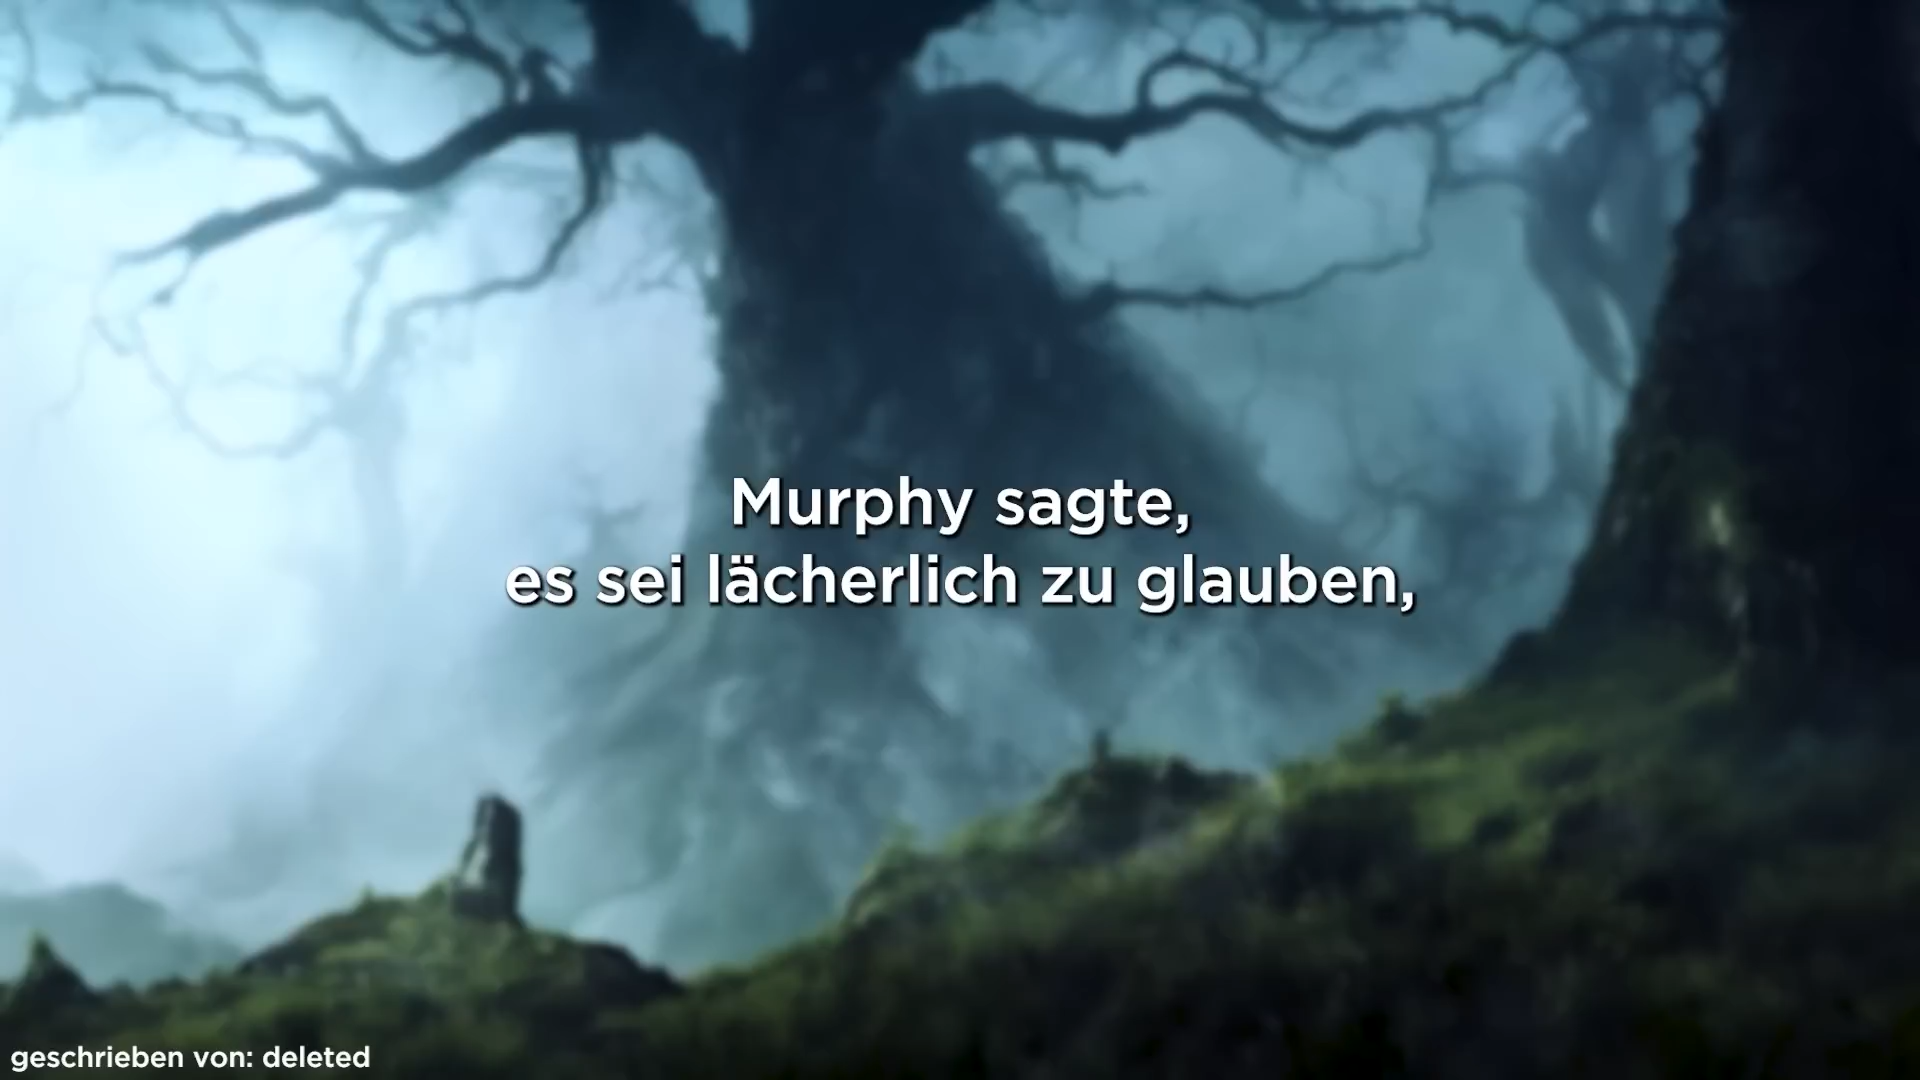 Murphy sagte,
es sei lächerlich zu glauben,
geschrieben von: deleted